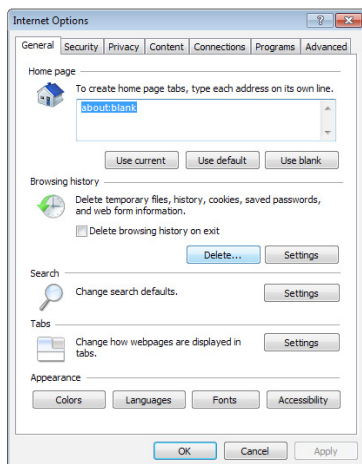 Internet Options
General Security Privacy Content Connections Programs Advanced
Home page
To create home page tabs, type each address on its own line.
about:blank
Use current Use default Use blank
Browsing history
Delete temporary files, history, cookies, saved passwords,
and web form information.
Delete browsing history on exit
Delete... Settings
Search
Change search defaults. Settings
Tabs
Change how webpages are displayed in
tabs. Settings
Appearance
Colors Languages Fonts Accessibility
OK Cancel Apply